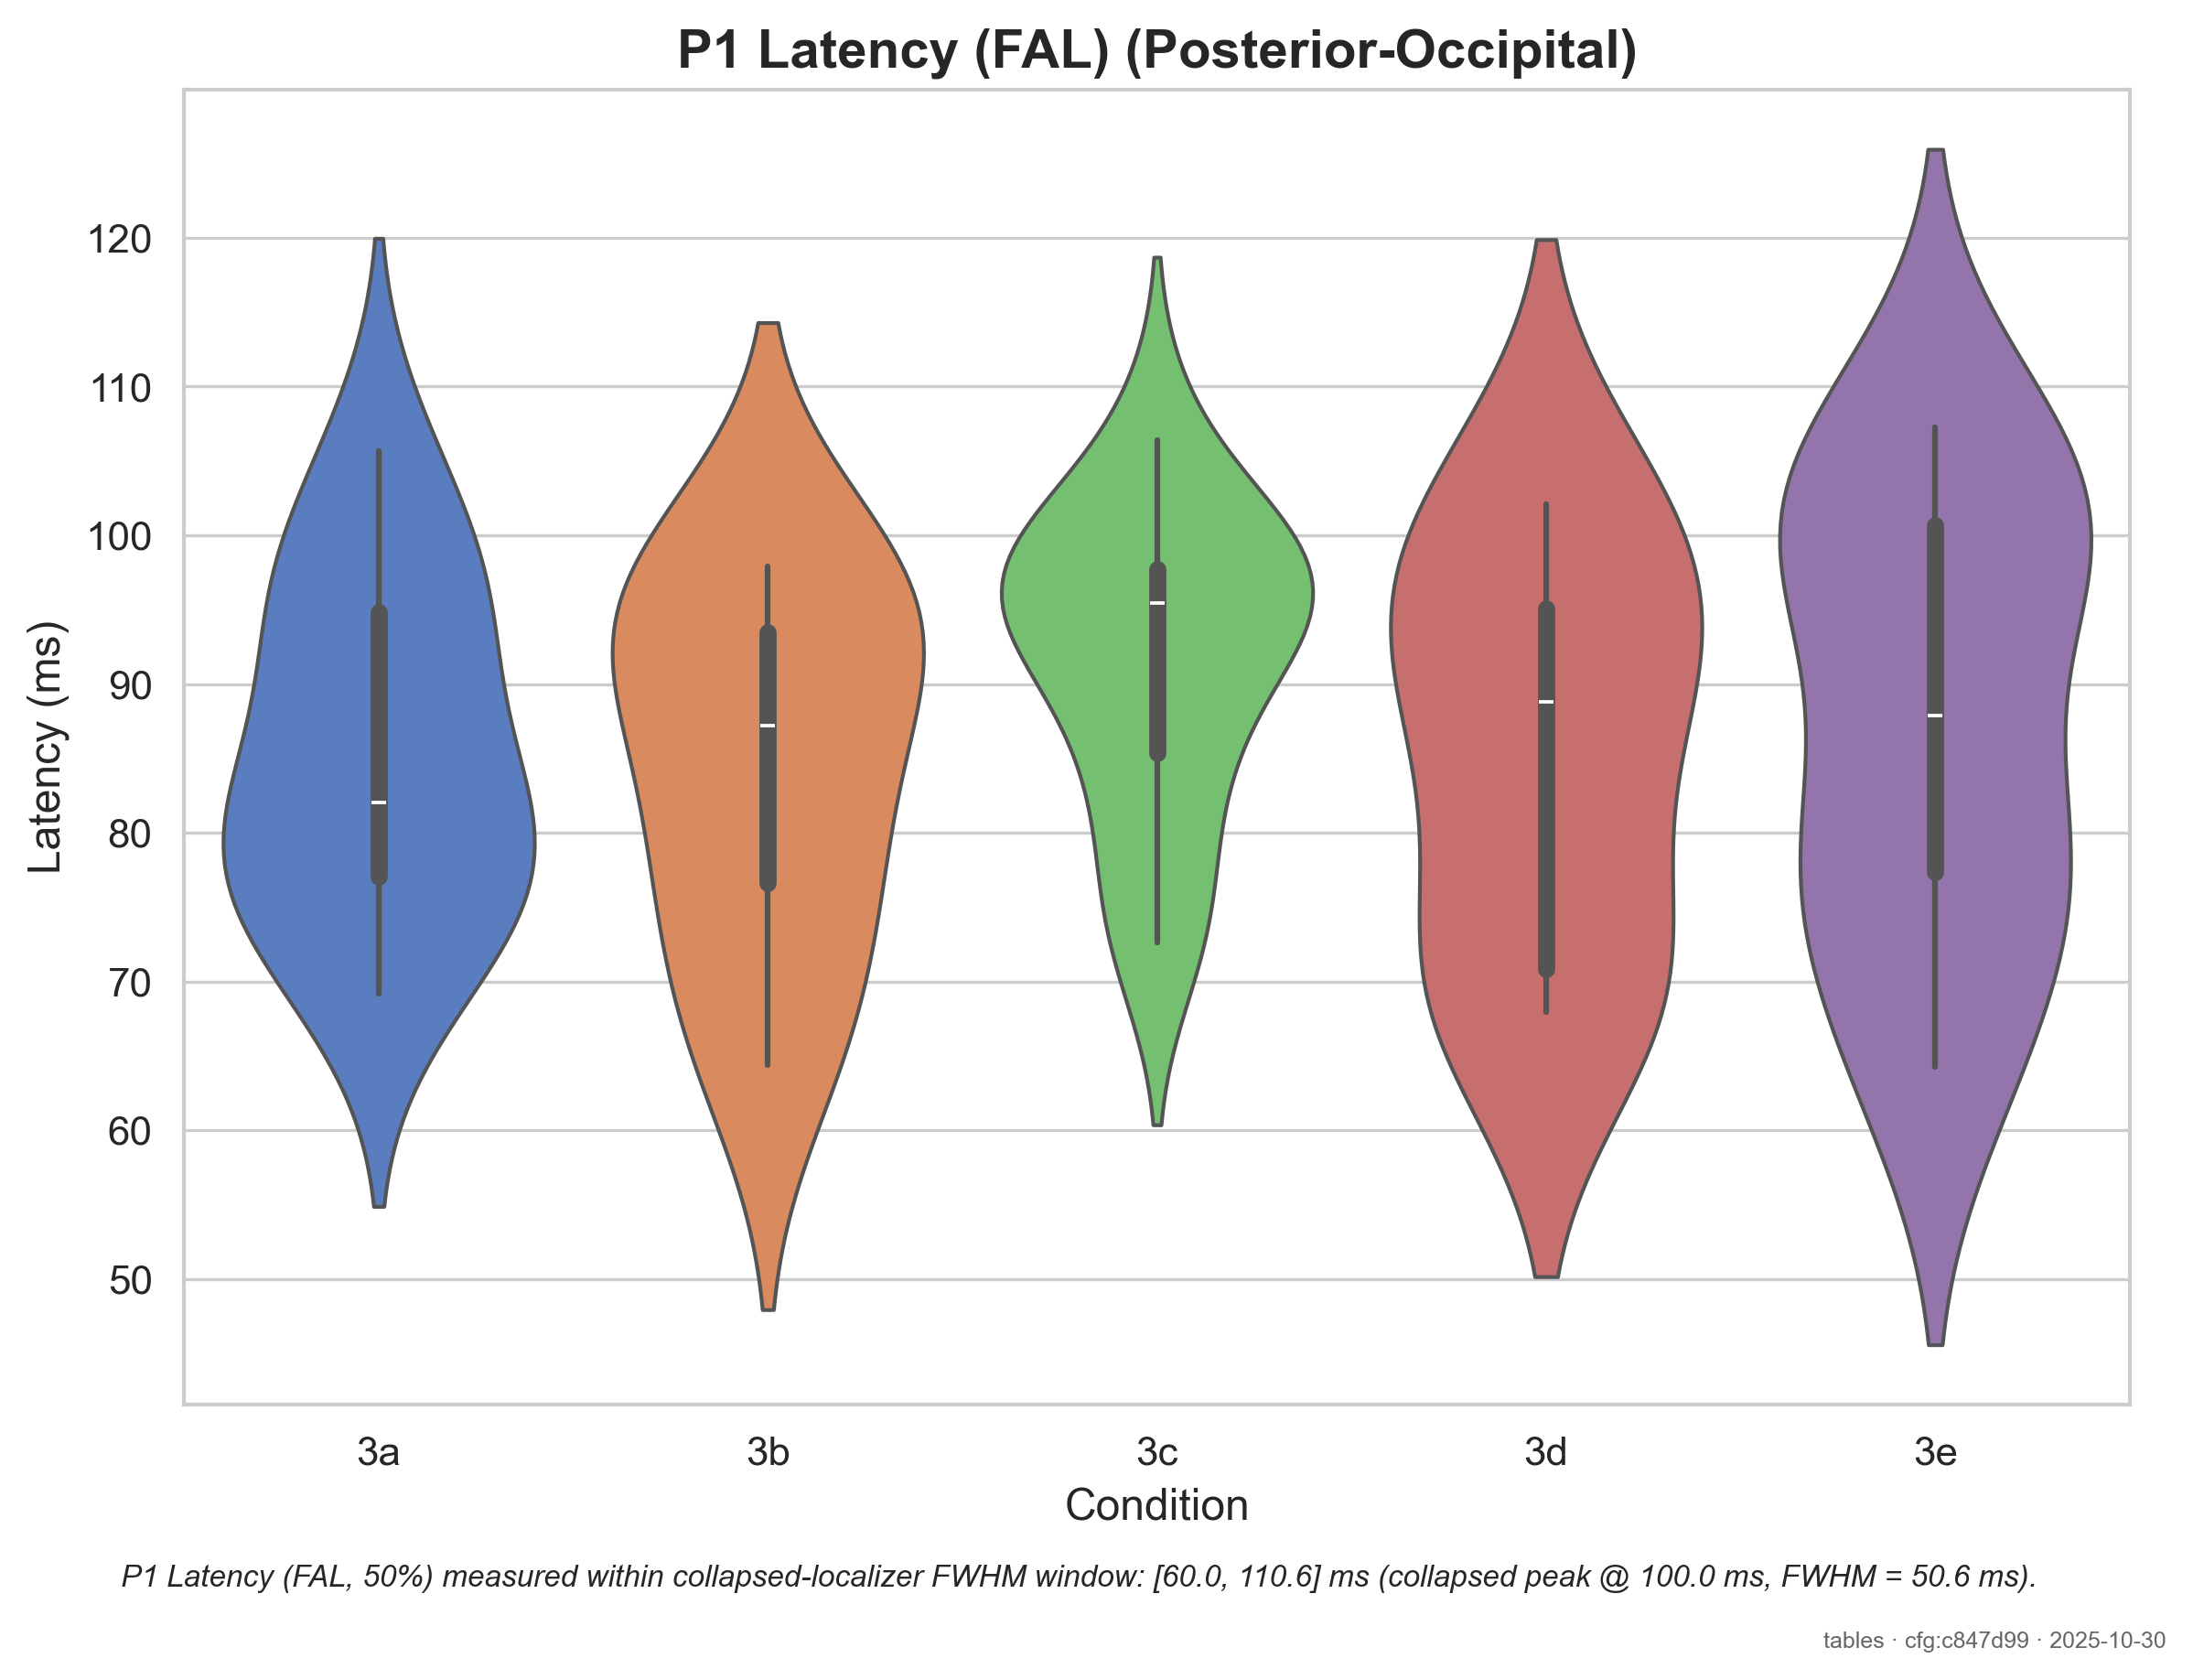 P1 Latency (FAL) (Posterior-Occipital)
Latency (ms)
120
110
100
90
80
70
60
50
3a 3b 3c 3d 3e
Condition
P1 Latency (FAL, 50%) measured within collapsed-localizer FWHM window: [60.0, 110.6] ms (collapsed peak @ 100.0 ms, FWHM = 50.6 ms).
tables · cfg:c847d99 · 2025-10-30